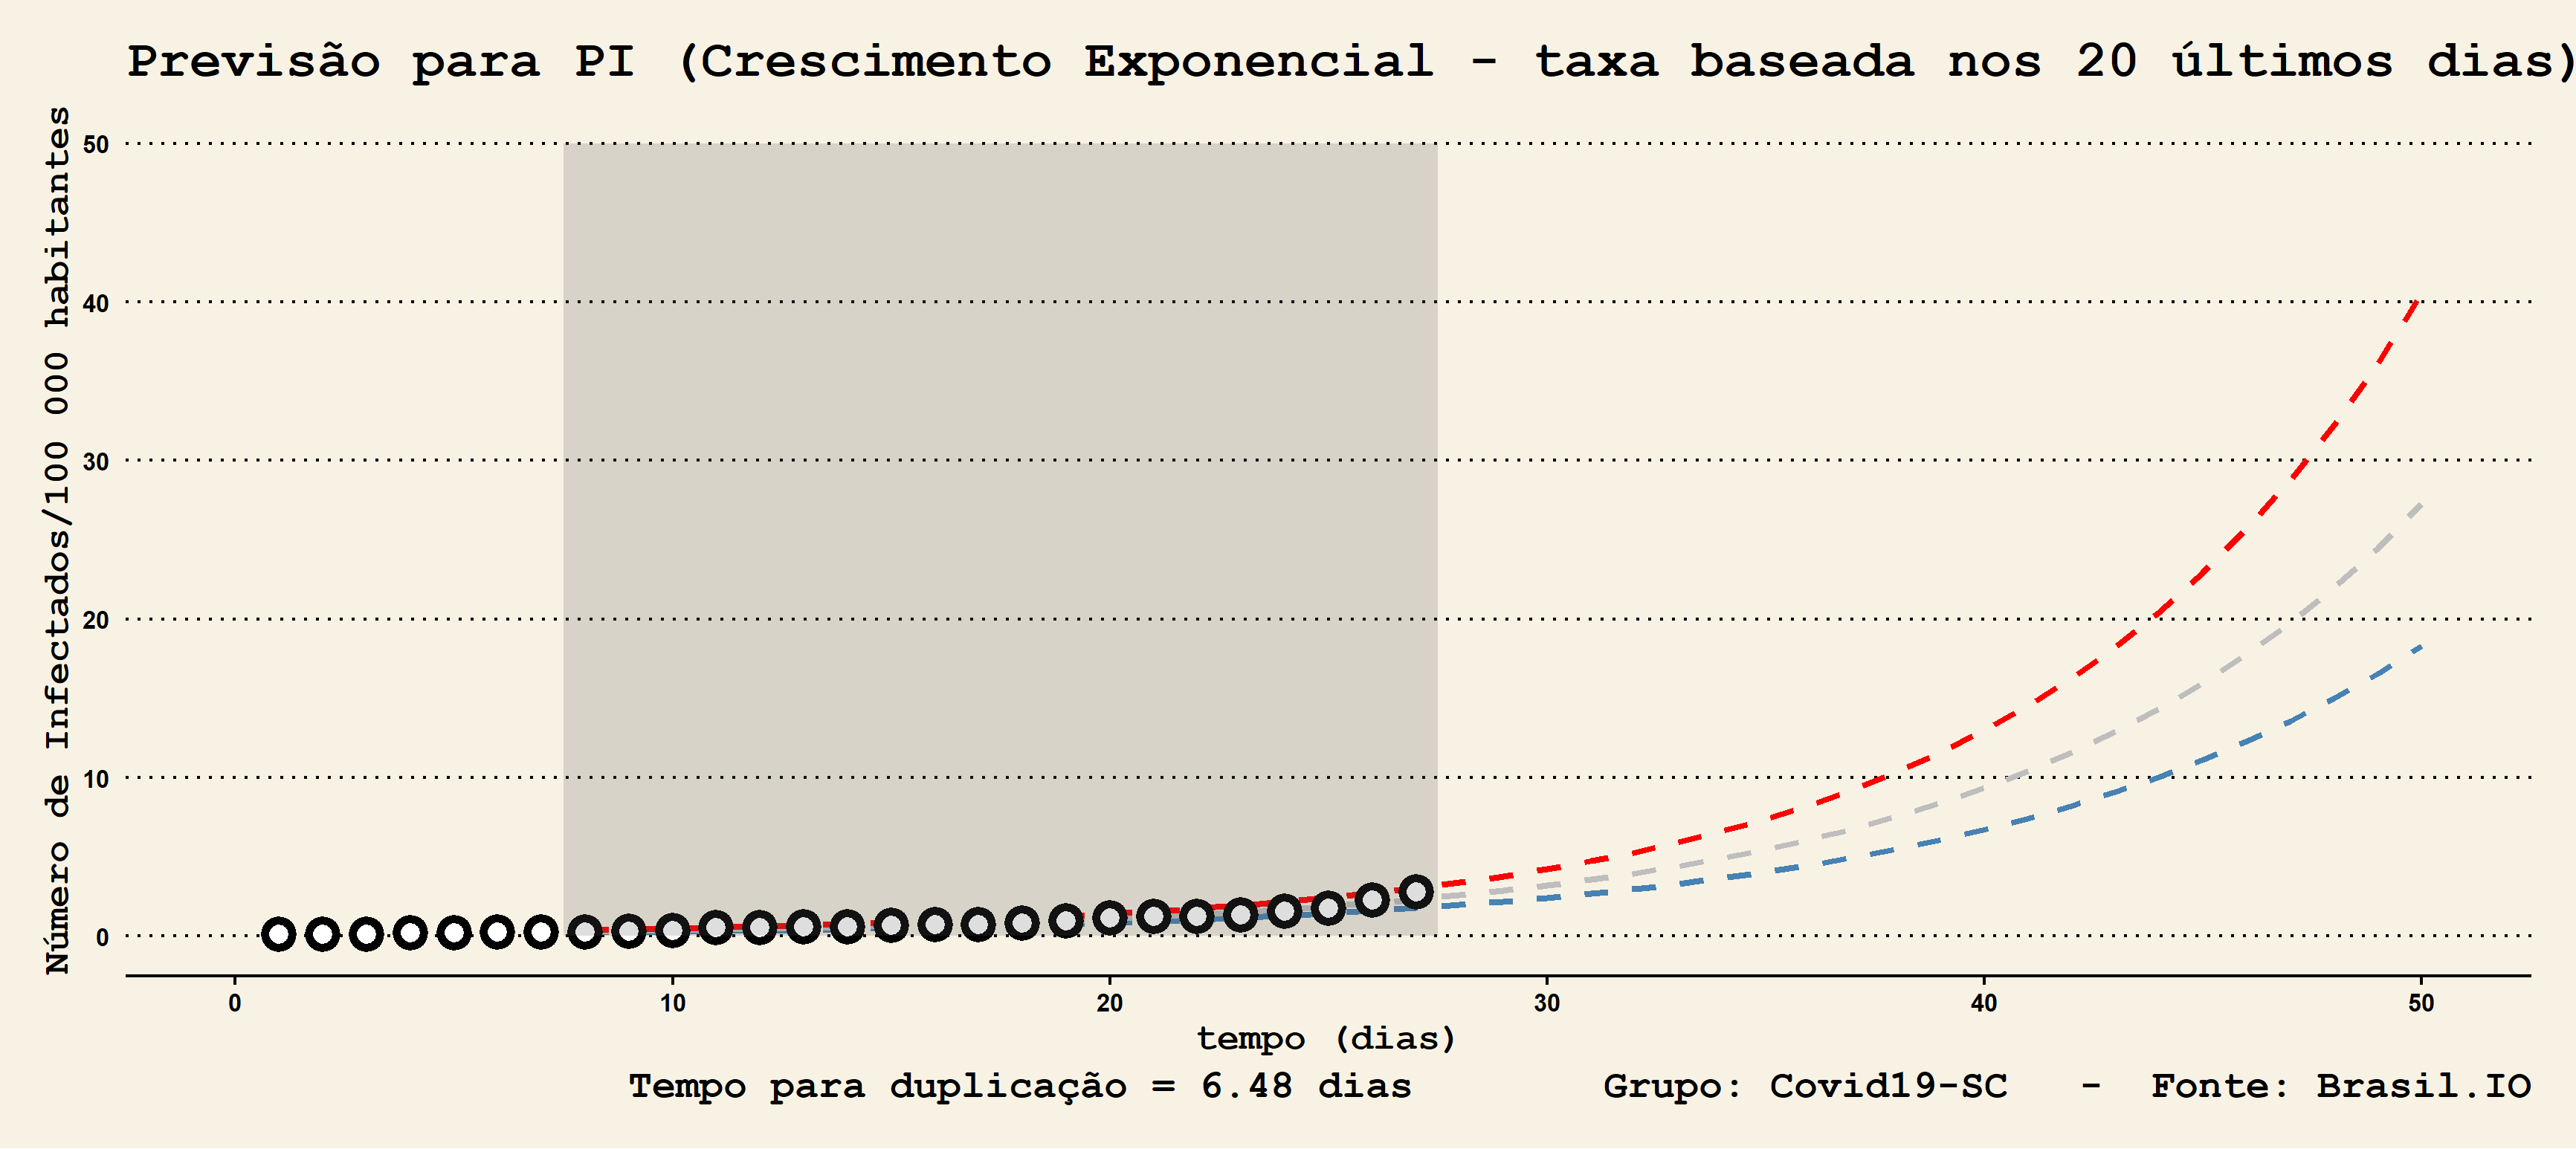 Previsão para PI (Crescimento Exponencial - taxa baseada nos 20 últimos dias)
Número de Infectados/100 000 habitantes
50
40
30
20
10
0
0 10 20 30 40 50
tempo (dias)
Tempo para duplicação = 6.48 dias Grupo: Covid19-SC - Fonte: Brasil.IO